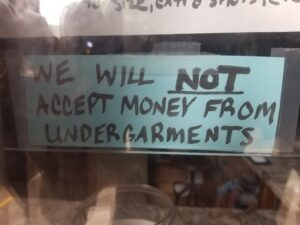 WE WILL NOT
ACCEPT MONEY FROM
UNDERGARMENTS